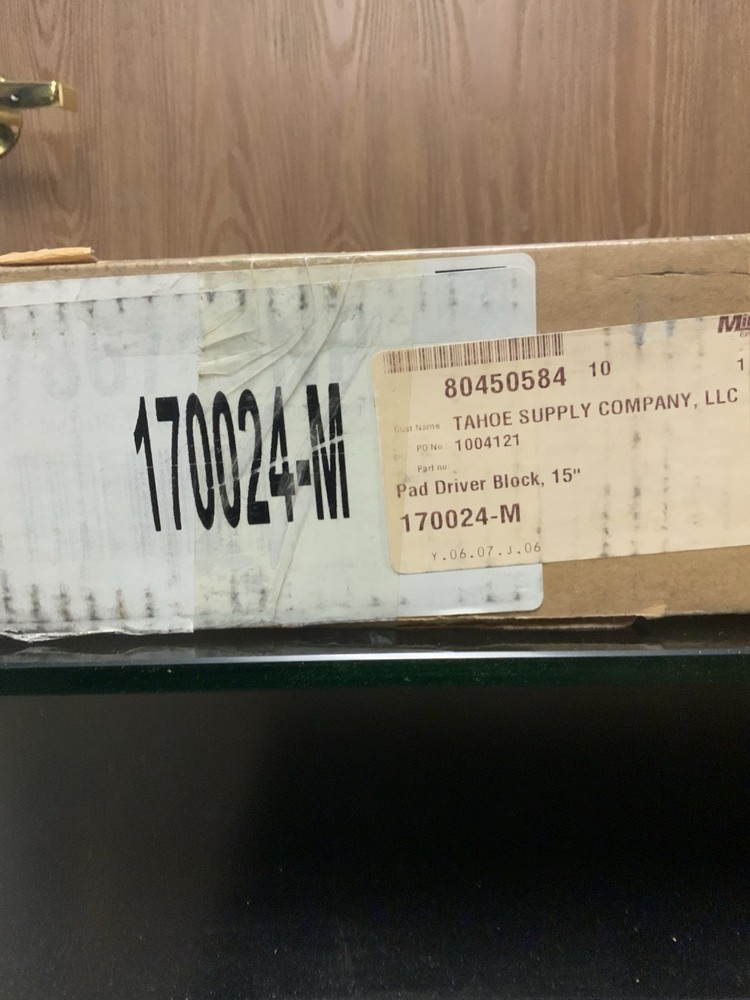 170024-M
80450584 10
1
Cust Name TAHOE SUPPLY COMPANY, LLC
PO No 1004121
Part no
Pad Driver Block, 15"
170024-M
Y.06.07.J.06